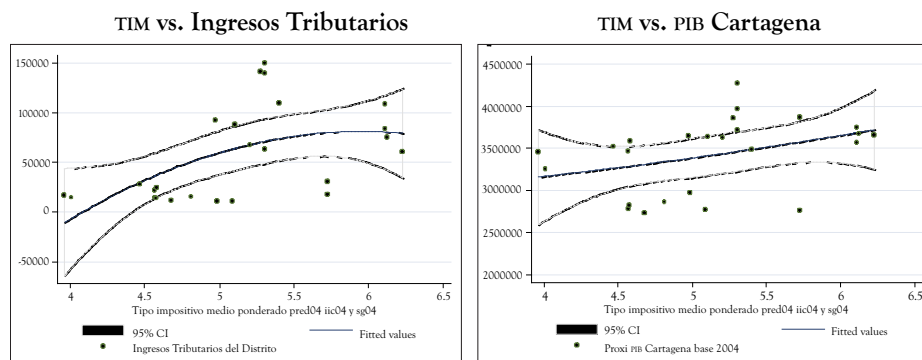 TIM vs. Ingresos Tributarios
150000
100000
50000
0
-50000
4 4.5 5 5.5 6 6.5
Tipo impositivo medio ponderado pred04 iic04 y sg04
95% CI Fitted values
Ingresos Tributarios del Distrito
TIM vs. PIB Cartagena
4500000
4000000
3500000
3000000
2500000
2000000
4 4.5 5 5.5 6 6.5
Tipo impositivo medio ponderado pred04 iic04 y sg04
95% CI Fitted values
Proxi PIB Cartagena base 2004